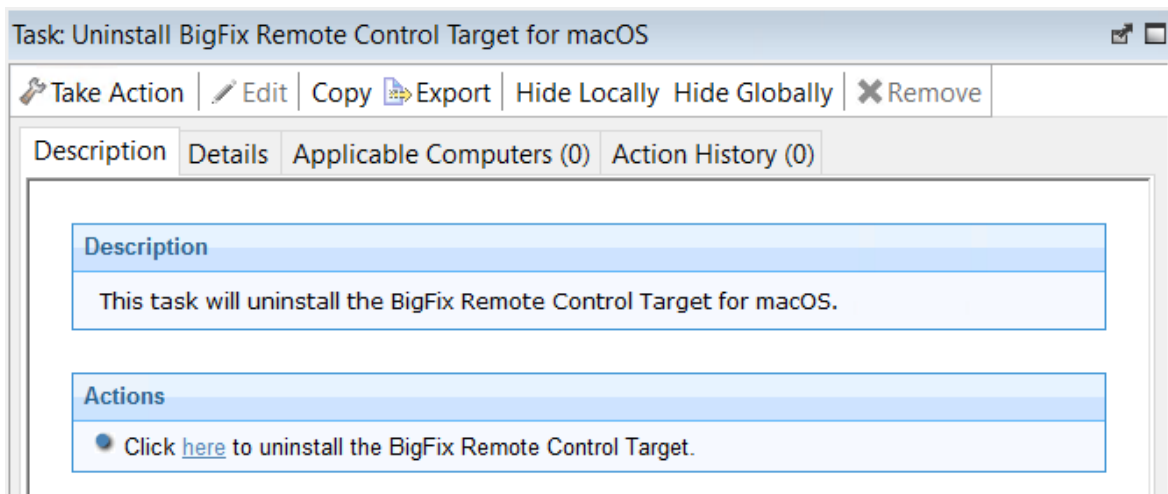 Task: Uninstall BigFix Remote Control Target for macOS
Take Action Edit Copy Export Hide Locally Hide Globally Remove
Description Details Applicable Computers (0) Action History (0)
Description
This task will uninstall the BigFix Remote Control Target for macOS.
Actions
Click here to uninstall the BigFix Remote Control Target.